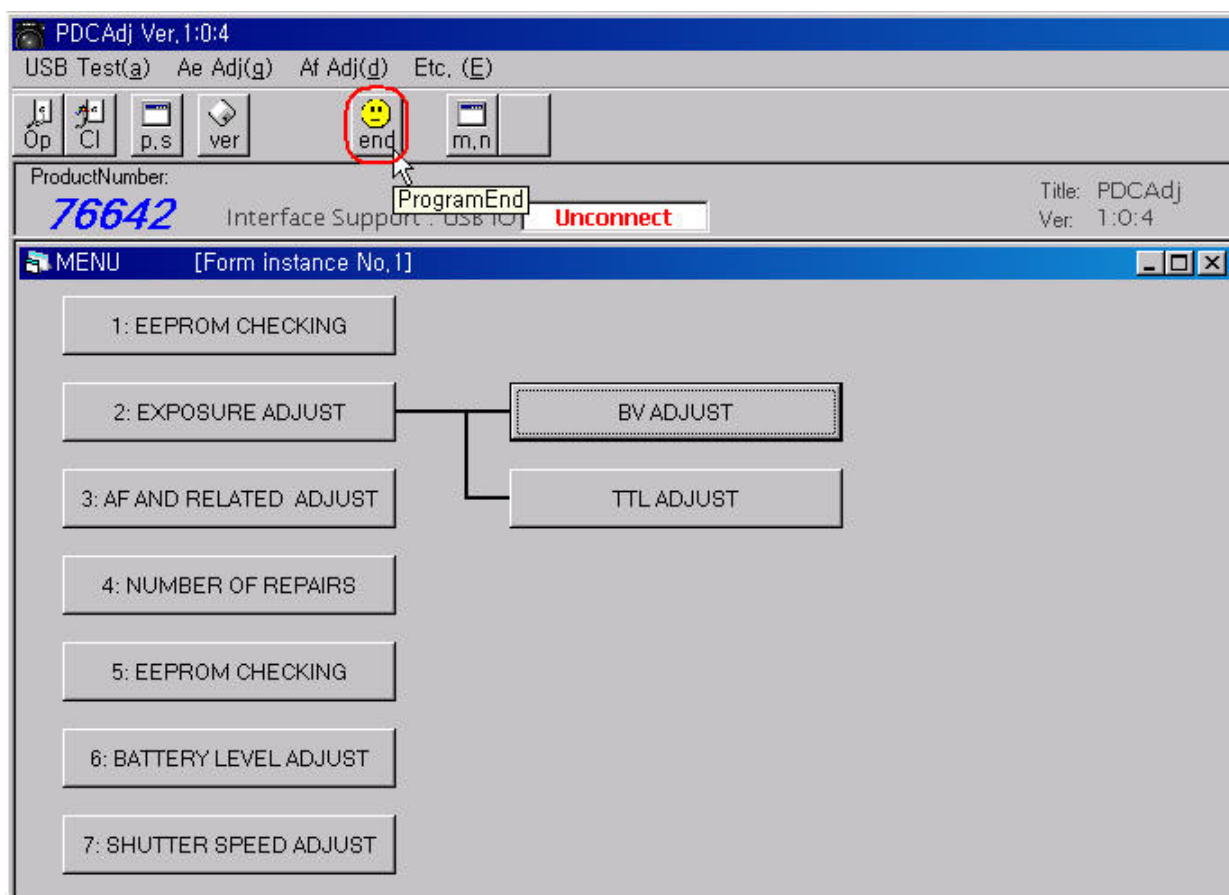 PDCAdj Ver,1:0:4
USB Test(a) Ae Adj(g) Af Adj(d) Etc, (E)
Op Cl p,s ver end m,n
ProductNumber:
76642
Interface Support : USB IO
Unconnect
ProgramEnd
Title: PDCAdj
Ver: 1:0:4
MENU [Form instance No,1]
1: EEPROM CHECKING
2: EXPOSURE ADJUST
BV ADJUST
3: AF AND RELATED ADJUST
TTL ADJUST
4: NUMBER OF REPAIRS
5: EEPROM CHECKING
6: BATTERY LEVEL ADJUST
7: SHUTTER SPEED ADJUST